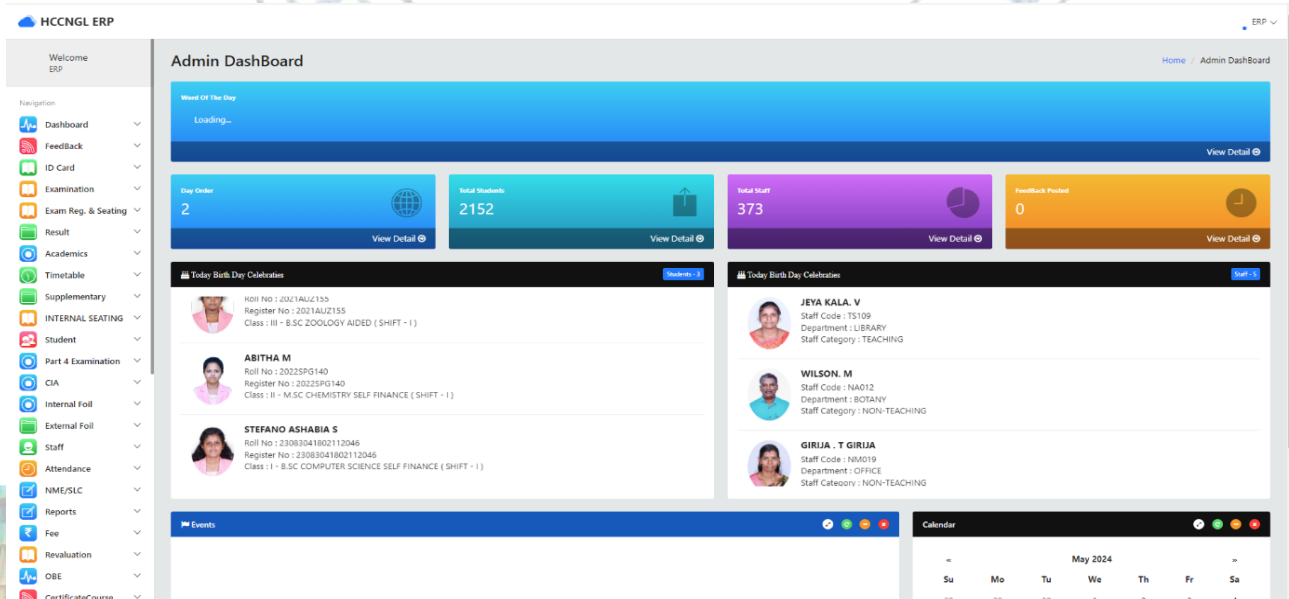 HCCNGL ERP
ERP
Welcome
ERP
Navigation
Dashboard
FeedBack
ID Card
Examination
Exam Reg. & Seating
Result
Academics
Timetable
Supplementary
INTERNAL SEATING
Student
Part 4 Examination
CIA
Internal Foil
External Foil
Staff
Attendance
NME/SLC
Reports
Fee
Revaluation
OBE
CertificateCourse
Admin DashBoard
Home / Admin DashBoard
Word Of The Day
Loading...
View Detail
Day Order
2
View Detail
Total Students
2152
View Detail
Total Staff
373
View Detail
FeedBack Posted
0
View Detail
Today Birth Day Celebraties
Students - 3
Roll No : 2021AUZ155
Register No : 2021AUZ155
Class : III - B.SC ZOOLOGY AIDED ( SHIFT - I )
ABITHA M
Roll No : 2022SPG140
Register No : 2022SPG140
Class : II - M.SC CHEMISTRY SELF FINANCE ( SHIFT - I )
STEFANO ASHABIA S
Roll No : 23083041802112046
Register No : 23083041802112046
Class : I - B.SC COMPUTER SCIENCE SELF FINANCE ( SHIFT - I )
Today Birth Day Celebraties
Staff - 5
JEYA KALA. V
Staff Code : TS109
Department : LIBRARY
Staff Category : TEACHING
WILSON. M
Staff Code : NA012
Department : BOTANY
Staff Category : NON-TEACHING
GIRIJA . T GIRIJA
Staff Code : NM019
Department : OFFICE
Staff Category : NON-TEACHING
Events
Calendar
« May 2024 »
Su Mo Tu We Th Fr Sa